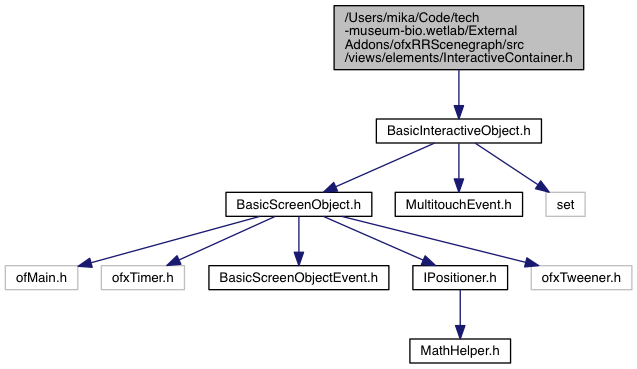 /Users/mika/Code/tech
-museum-bio.wetlab/External
Addons/ofxRRScenegraph/src
/views/elements/InteractiveContainer.h
BasicInteractiveObject.h
BasicScreenObject.h
MultitouchEvent.h
set
ofMain.h
ofxTimer.h
BasicScreenObjectEvent.h
IPositioner.h
ofxTweener.h
MathHelper.h